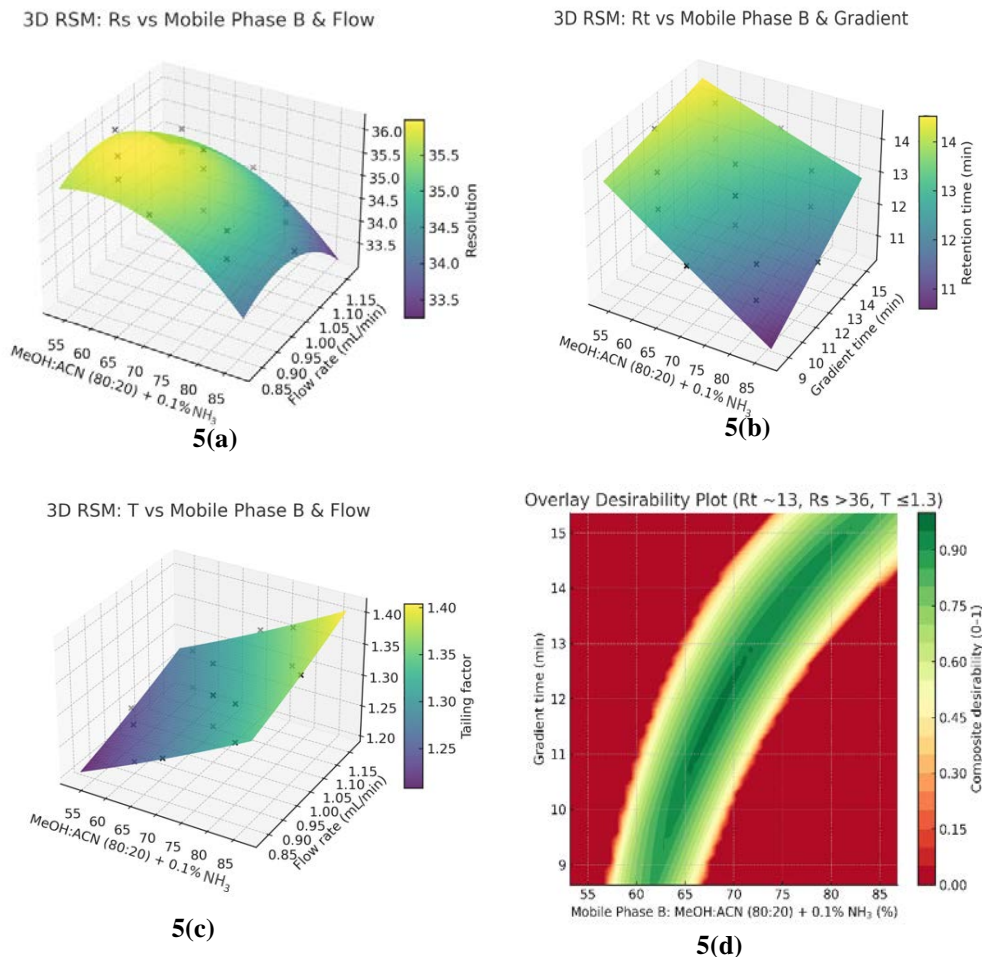 3D RSM: Rs vs Mobile Phase B & Flow
36.0
35.5
35.0
34.5
34.0
33.5
35.5
35.0
34.5
34.0
33.5
Resolution
55 60 65 70 75 80 85
MeOH:ACN (80:20) + 0.1% NH₃
0.85 0.90 0.95 1.00 1.05 1.10 1.15
Flow rate (mL/min)
5(a)
3D RSM: Rt vs Mobile Phase B & Gradient
14
13
12
11
14
13
12
11
Retention time (min)
55 60 65 70 75 80 85
MeOH:ACN (80:20) + 0.1% NH₃
9 10 11 12 13 14 15
Gradient time (min)
5(b)
3D RSM: T vs Mobile Phase B & Flow
1.40
1.35
1.30
1.25
1.20
1.40
1.35
1.30
1.25
Tailing factor
55 60 65 70 75 80 85
MeOH:ACN (80:20) + 0.1% NH₃
0.85 0.90 0.95 1.00 1.05 1.10 1.15
Flow rate (mL/min)
5(c)
Overlay Desirability Plot (Rt ~13, Rs >36, T ≤1.3)
15
14
13
12
11
10
9
Gradient time (min)
55 60 65 70 75 80 85
Mobile Phase B: MeOH:ACN (80:20) + 0.1% NH₃ (%)
0.90
0.75
0.60
0.45
0.30
0.15
0.00
Composite desirability (0–1)
5(d)